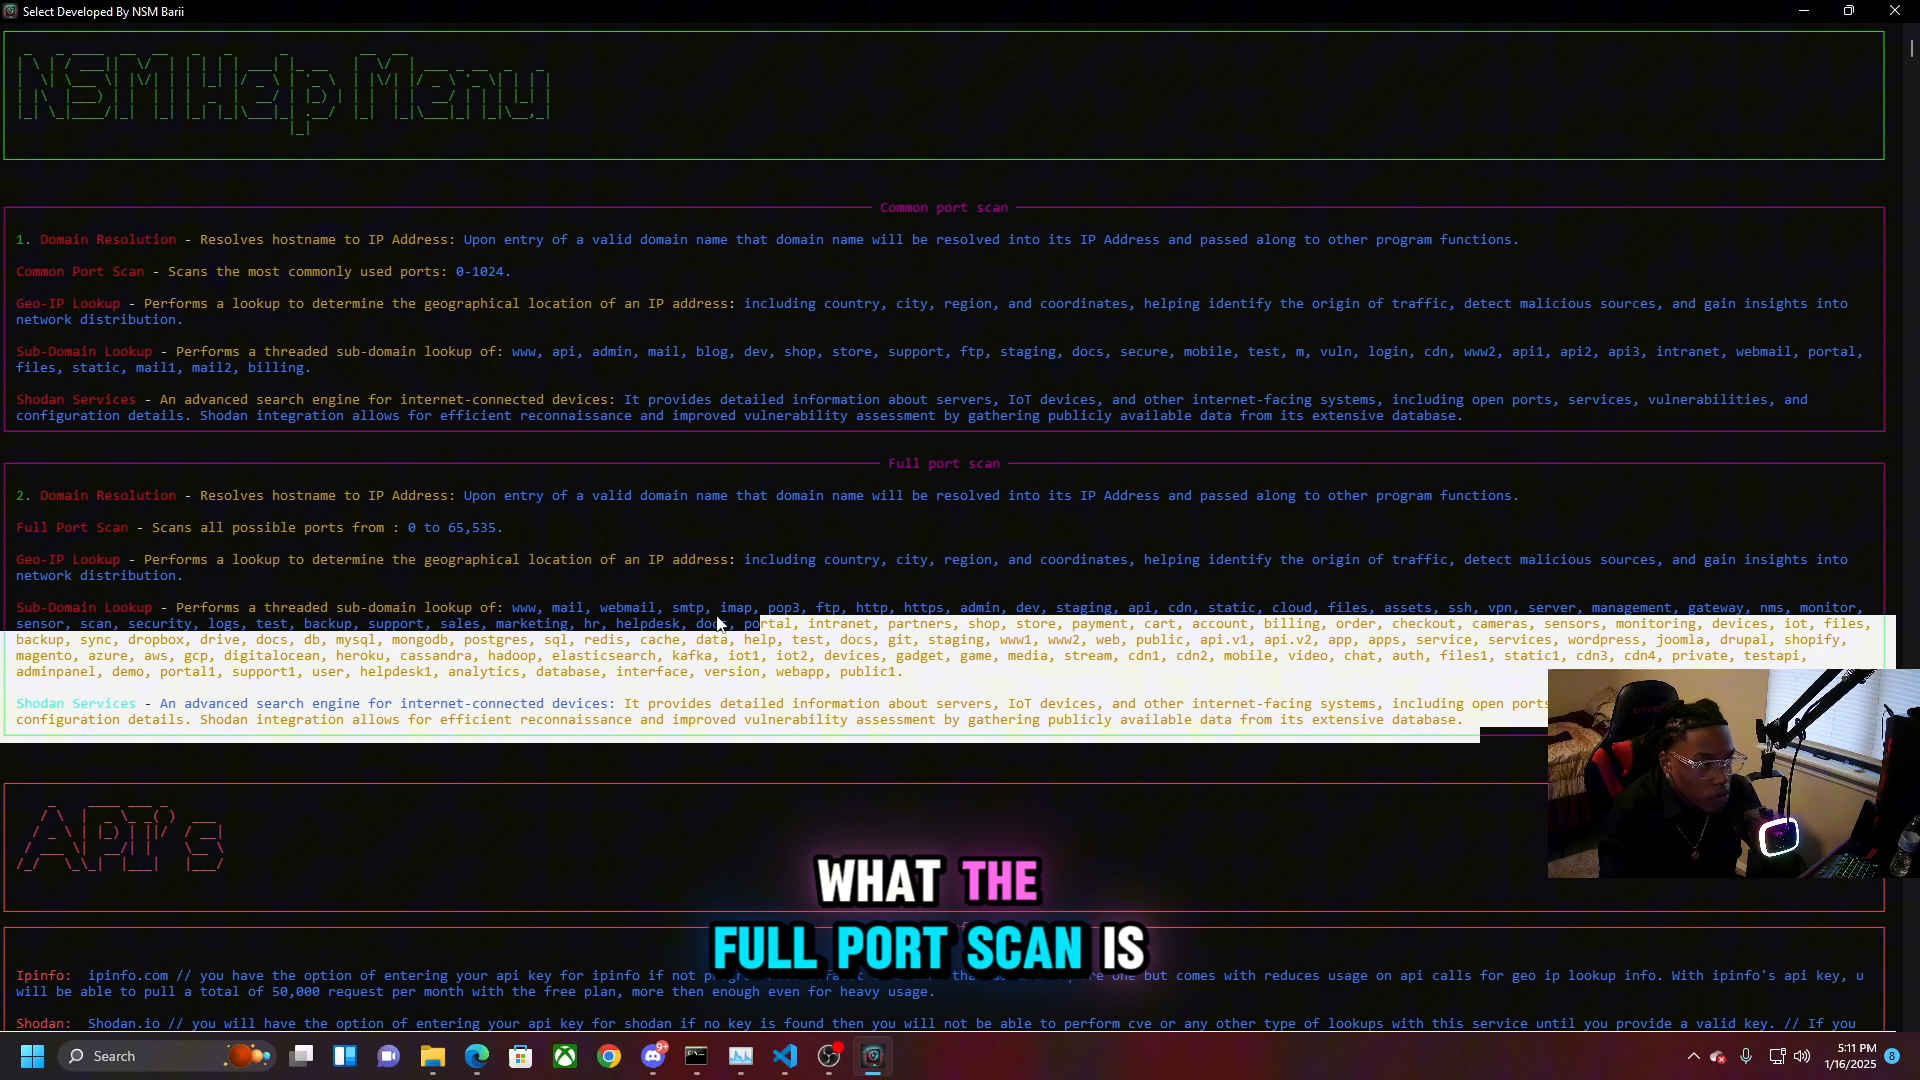 Select Developed By NSM Barii
NSM Help Menu
Common port scan
1. Domain Resolution - Resolves hostname to IP Address: Upon entry of a valid domain name that domain name will be resolved into its IP Address and passed along to other program functions.
Common Port Scan - Scans the most commonly used ports: 0-1024.
Geo-IP Lookup - Performs a lookup to determine the geographical location of an IP address: including country, city, region, and coordinates, helping identify the origin of traffic, detect malicious sources, and gain insights into
network distribution.
Sub-Domain Lookup - Performs a threaded sub-domain lookup of: www, api, admin, mail, blog, dev, shop, store, support, ftp, staging, docs, secure, mobile, test, m, vuln, login, cdn, www2, api1, api2, api3, intranet, webmail, portal,
files, static, mail1, mail2, billing.
Shodan Services - An advanced search engine for internet-connected devices: It provides detailed information about servers, IoT devices, and other internet-facing systems, including open ports, services, vulnerabilities, and
configuration details. Shodan integration allows for efficient reconnaissance and improved vulnerability assessment by gathering publicly available data from its extensive database.
Full port scan
2. Domain Resolution - Resolves hostname to IP Address: Upon entry of a valid domain name that domain name will be resolved into its IP Address and passed along to other program functions.
Full Port Scan - Scans all possible ports from : 0 to 65,535.
Geo-IP Lookup - Performs a lookup to determine the geographical location of an IP address: including country, city, region, and coordinates, helping identify the origin of traffic, detect malicious sources, and gain insights into
network distribution.
Sub-Domain Lookup - Performs a threaded sub-domain lookup of: www, mail, webmail, smtp, imap, pop3, ftp, http, https, admin, dev, staging, api, cdn, static, cloud, files, assets, ssh, vpn, server, management, gateway, nms, monitor,
sensor, scan, security, logs, test, backup, support, sales, marketing, hr, helpdesk, docs, portal, intranet, partners, shop, store, payment, cart, account, billing, order, checkout, cameras, sensors, monitoring, devices, iot, files,
backup, sync, dropbox, drive, docs, db, mysql, mongodb, postgres, sql, redis, cache, data, help, test, docs, git, staging, www1, www2, web, public, api.v1, api.v2, app, apps, service, services, wordpress, joomla, drupal, shopify,
magento, azure, aws, gcp, digitalocean, heroku, cassandra, hadoop, elasticsearch, kafka, iot1, iot2, devices, gadget, game, media, stream, cdn1, cdn2, mobile, video, chat, auth, files1, static1, cdn3, cdn4, private, testapi,
adminpanel, demo, portal1, support1, user, helpdesk1, analytics, database, interface, version, webapp, public1.
Shodan Services - An advanced search engine for internet-connected devices: It provides detailed information about servers, IoT devices, and other internet-facing systems, including open ports
configuration details. Shodan integration allows for efficient reconnaissance and improved vulnerability assessment by gathering publicly available data from its extensive database.
API's
WHAT THE
FULL PORT SCAN IS
Ipinfo: ipinfo.com // you have the option of entering your api key for ipinfo if not one but comes with reduces usage on api calls for geo ip lookup info. With ipinfo's api key, u
will be able to pull a total of 50,000 request per month with the free plan, more then enough even for heavy usage.
Shodan: Shodan.io // you will have the option of entering your api key for shodan if no key is found then you will not be able to perform cve or any other type of lookups with this service until you provide a valid key. // If you
Search
9+
5:11 PM
1/16/2025
8